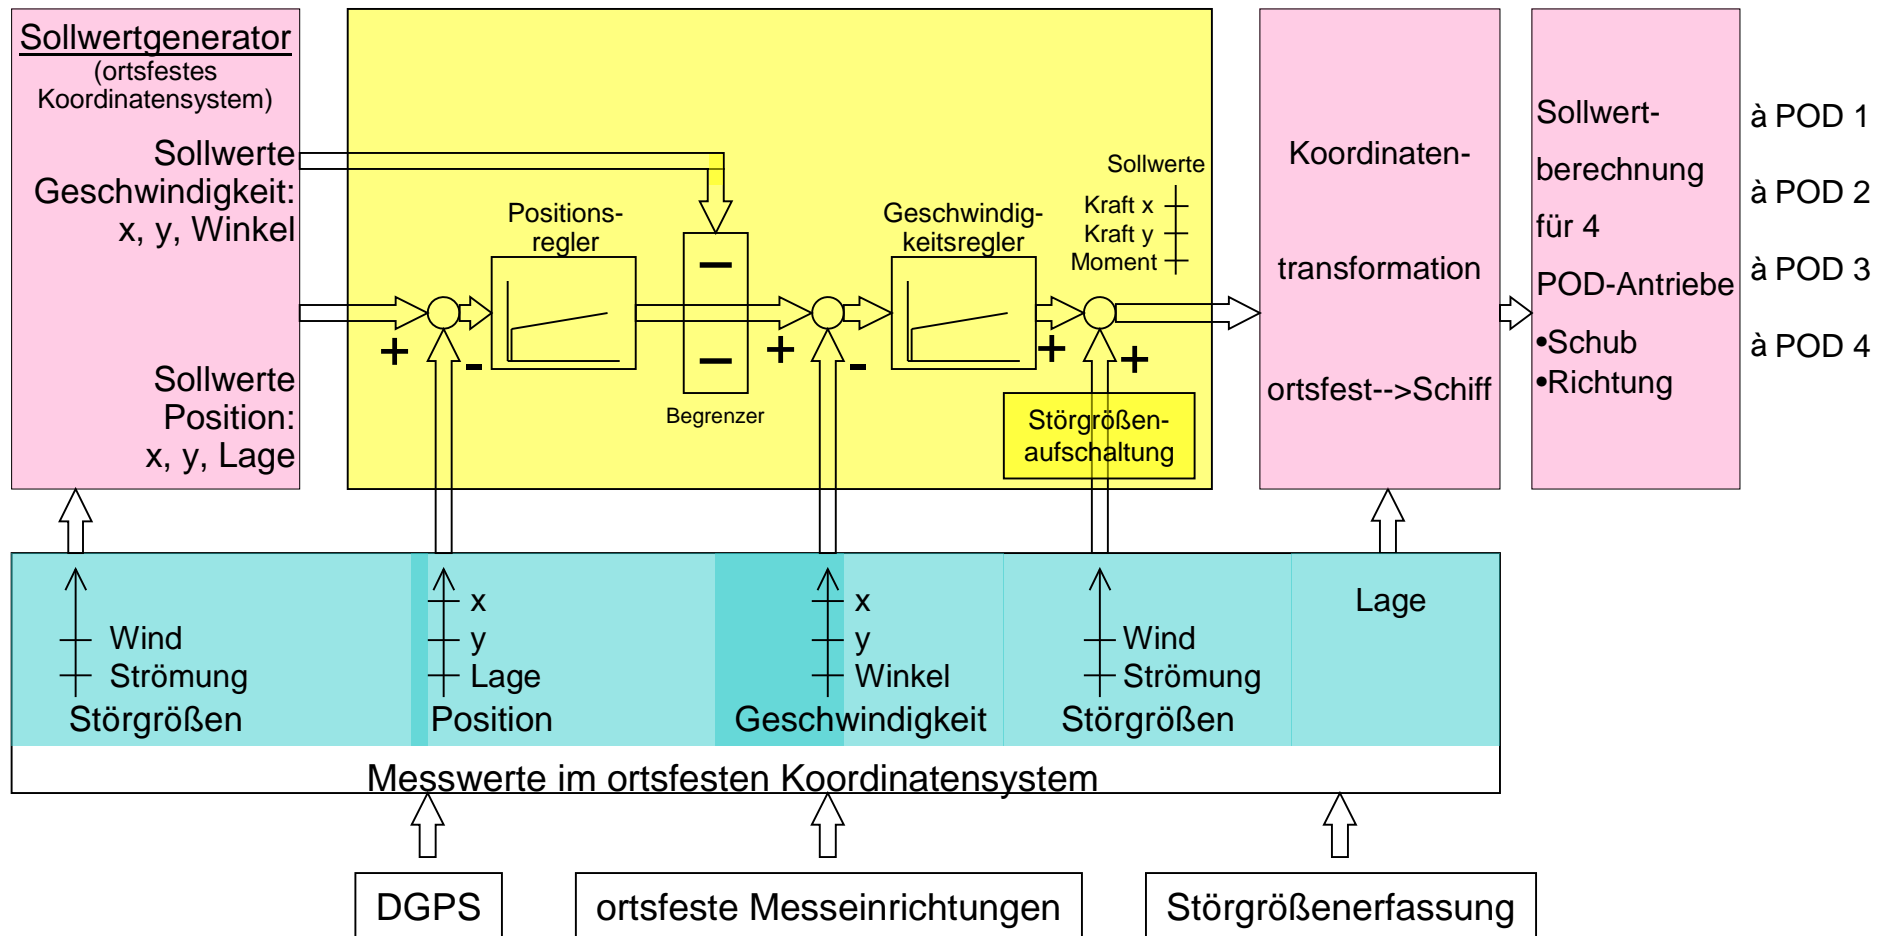 Sollwertgenerator
(ortsfestes
Koordinatensystem)
Sollwerte
Geschwindigkeit:
x, y, Winkel
Sollwerte
Position:
x, y, Lage
Positions-
regler
+
-
Begrenzer
+
-
Geschwindig-
keitsregler
Sollwerte
Kraft x
Kraft y
Moment
+
+
Störgrößen-
aufschaltung
Koordinaten-
transformation
ortsfest-->Schiff
Sollwert-
berechnung
für 4
POD-Antriebe
•Schub
•Richtung
à POD 1
à POD 2
à POD 3
à POD 4
Wind
Strömung
Störgrößen
x
y
Lage
Position
x
y
Winkel
Geschwindigkeit
Wind
Strömung
Störgrößen
Lage
Messwerte im ortsfesten Koordinatensystem
DGPS
ortsfeste Messeinrichtungen
Störgrößenerfassung